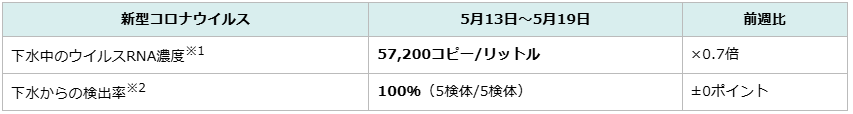 新型コロナウイルス 5月13日～5月19日 前週比
下水中のウイルスRNA濃度※1 57,200コピー/リットル ×0.7倍
下水からの検出率※2 100%（5検体/5検体） ±0ポイント